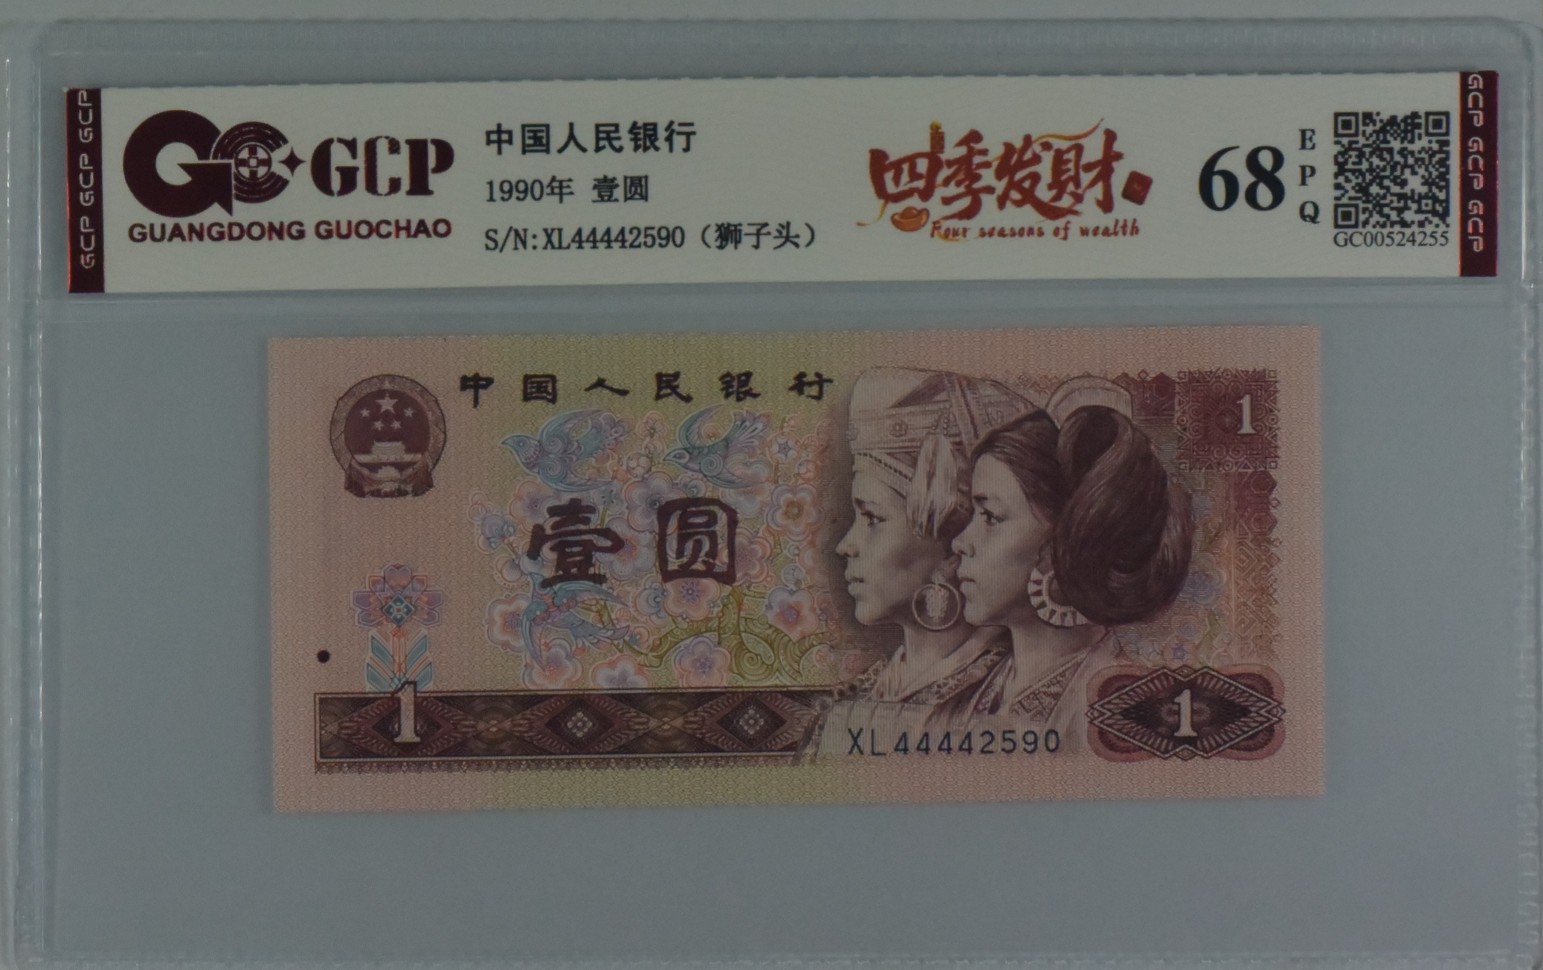 GCP GCP GCP
GCP
GUANGDONG GUOCHAO
中国人民银行
1990年 壹圆
S/N:XL44442590（狮子头）
四季发财
Four seasons of wealth
68
EPQ
GC00524255
GCP GCP GCP
中国人民银行
1
壹圆
1
1
XL44442590